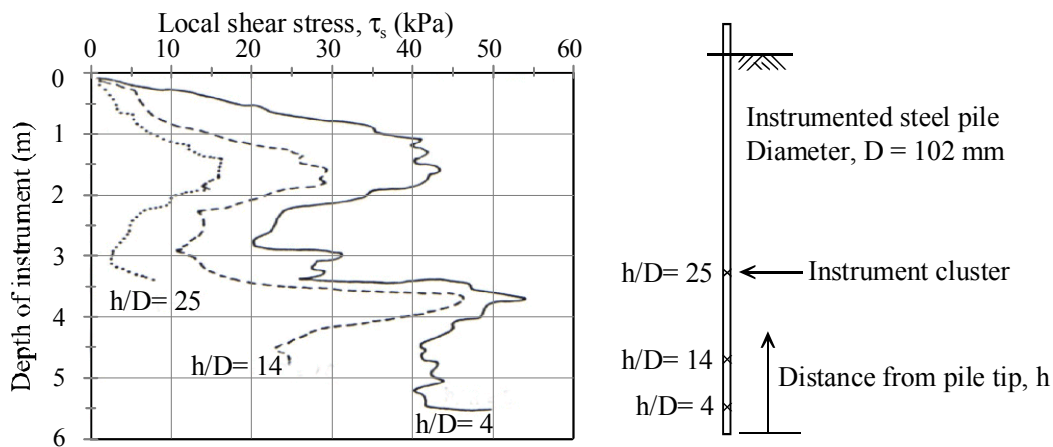 Local shear stress, τs (kPa)
0 10 20 30 40 50 60
Depth of instrument (m)
0
1
2
3
4
5
6
h/D= 25
h/D= 14
h/D= 4
Instrumented steel pile
Diameter, D = 102 mm
h/D= 25
Instrument cluster
h/D= 14
Distance from pile tip, h
h/D= 4